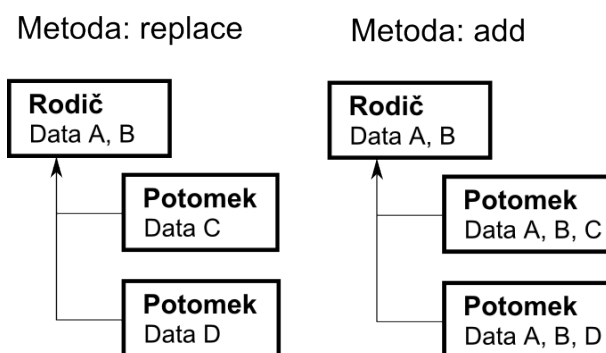 Metoda: replace
Rodič
Data A, B
Potomek
Data C
Potomek
Data D
Metoda: add
Rodič
Data A, B
Potomek
Data A, B, C
Potomek
Data A, B, D